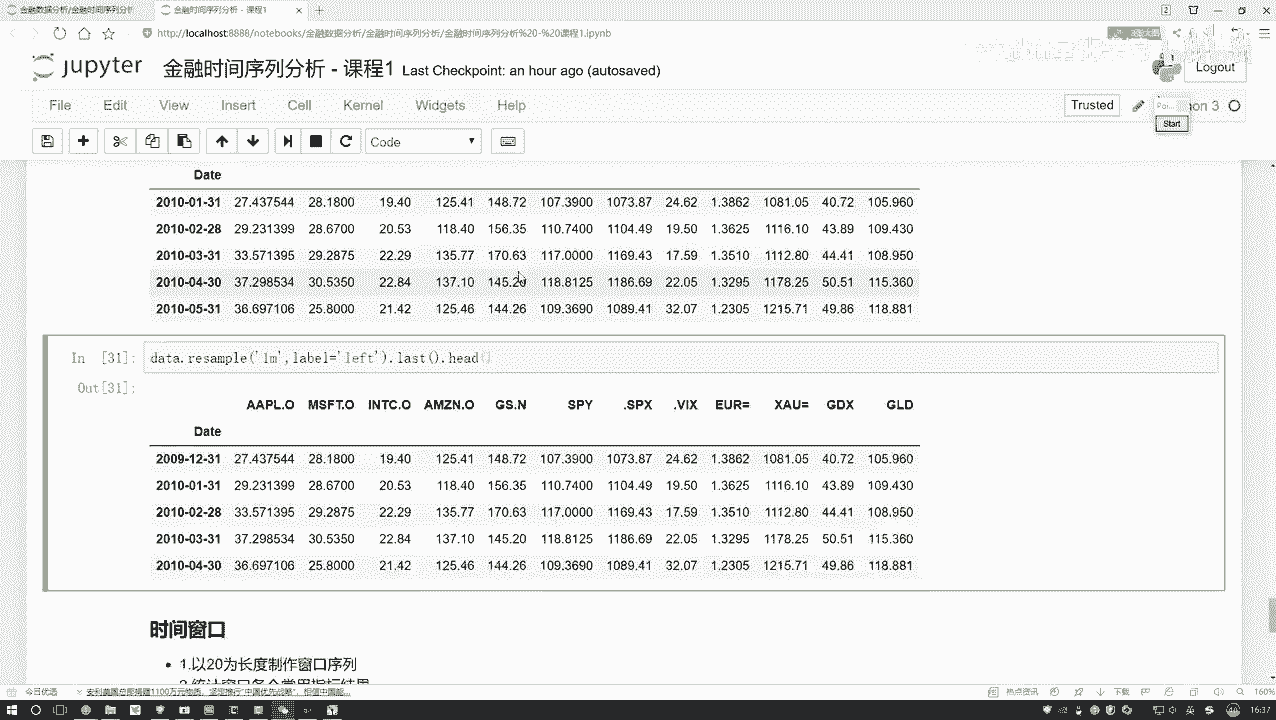 金融数据分析/金融时间序列分析 金融时间序列分析 - 课程1
http://localhost:8888/notebooks/金融数据分析/金融时间序列分析/金融时间序列分析%20-%20课程1.ipynb
jupyter 金融时间序列分析 - 课程1 Last Checkpoint: an hour ago (autosaved)
Logout
File Edit View Insert Cell Kernel Widgets Help
Trusted on 3
Start
Code
Date
2010-01-31 27.437544 28.1800 19.40 125.41 148.72 107.3900 1073.87 24.62 1.3862 1081.05 40.72 105.960
2010-02-28 29.231399 28.6700 20.53 118.40 156.35 110.7400 1104.49 19.50 1.3625 1116.10 43.89 109.430
2010-03-31 33.571395 29.2875 22.29 135.77 170.63 117.0000 1169.43 17.59 1.3510 1112.80 44.41 108.950
2010-04-30 37.298534 30.5350 22.84 137.10 145.20 118.8125 1186.69 22.05 1.3295 1178.25 50.51 115.360
2010-05-31 36.697106 25.8000 21.42 125.46 144.26 109.3690 1089.41 32.07 1.2305 1215.71 49.86 118.881
In [31]: data.resample('1m',label='left').last().head()
Out[31]:
AAPL.O MSFT.O INTC.O AMZN.O GS.N SPY .SPX .VIX EUR= XAU= GDX GLD
Date
2009-12-31 27.437544 28.1800 19.40 125.41 148.72 107.3900 1073.87 24.62 1.3862 1081.05 40.72 105.960
2010-01-31 29.231399 28.6700 20.53 118.40 156.35 110.7400 1104.49 19.50 1.3625 1116.10 43.89 109.430
2010-02-28 33.571395 29.2875 22.29 135.77 170.63 117.0000 1169.43 17.59 1.3510 1112.80 44.41 108.950
2010-03-31 37.298534 30.5350 22.84 137.10 145.20 118.8125 1186.69 22.05 1.3295 1178.25 50.51 115.360
2010-04-30 36.697106 25.8000 21.42 125.46 144.26 109.3690 1089.41 32.07 1.2305 1215.71 49.86 118.881
时间窗口
1.以20为长度制作窗口序列
今日优选
热点资讯 下载 160%
英 16:37